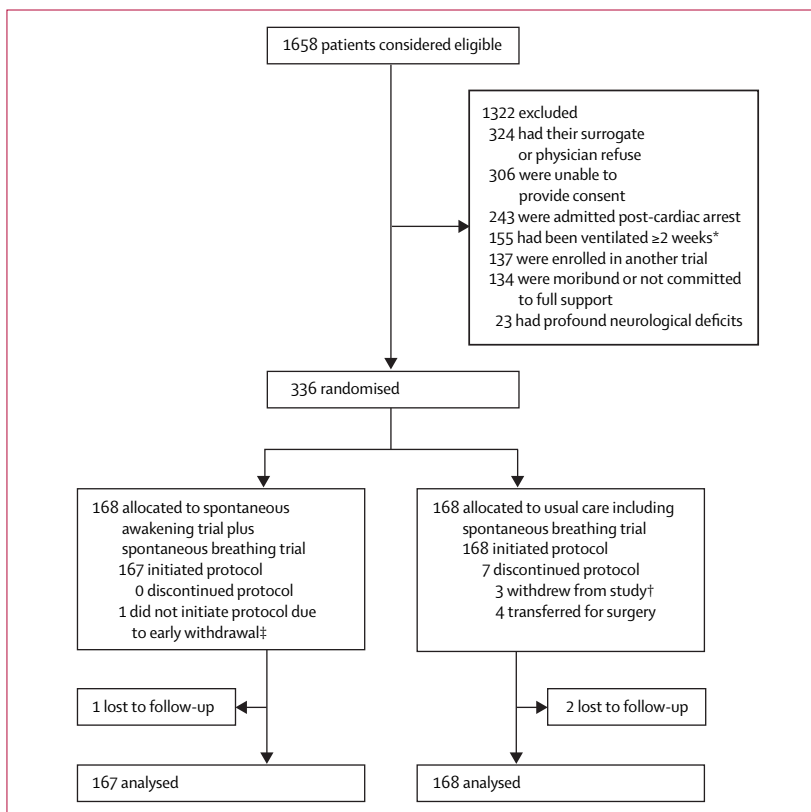 1658 patients considered eligible
1322 excluded
324 had their surrogate
or physician refuse
306 were unable to
provide consent
243 were admitted post-cardiac arrest
155 had been ventilated ≥2 weeks*
137 were enrolled in another trial
134 were moribund or not committed
to full support
23 had profound neurological deficits
336 randomised
168 allocated to spontaneous
awakening trial plus
spontaneous breathing trial
167 initiated protocol
0 discontinued protocol
1 did not initiate protocol due
to early withdrawal‡
168 allocated to usual care including
spontaneous breathing trial
168 initiated protocol
7 discontinued protocol
3 withdrew from study†
4 transferred for surgery
1 lost to follow-up
2 lost to follow-up
167 analysed
168 analysed